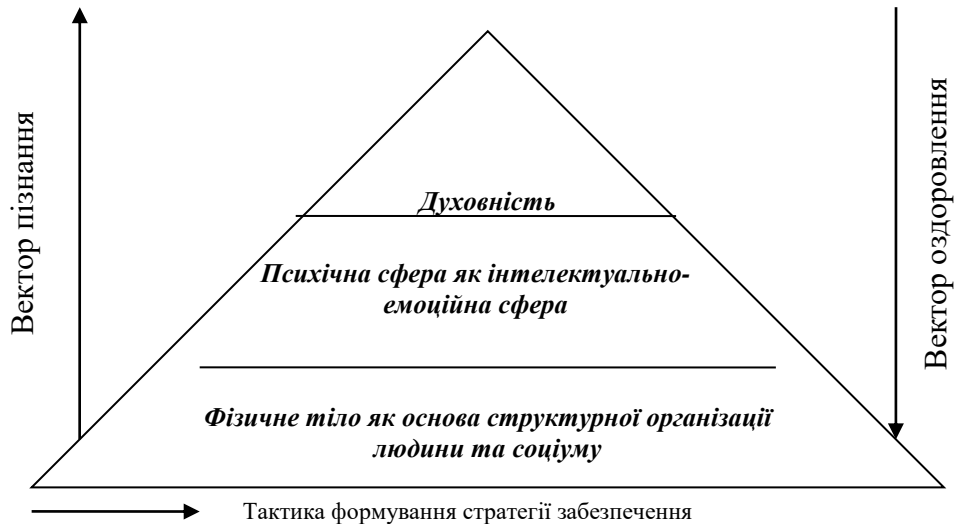 Вектор пізнання
Духовність
Психічна сфера як інтелектуально-
емоційна сфера
Фізичне тіло як основа структурної організації
людини та соціуму
Вектор оздоровлення
Тактика формування стратегії забезпечення